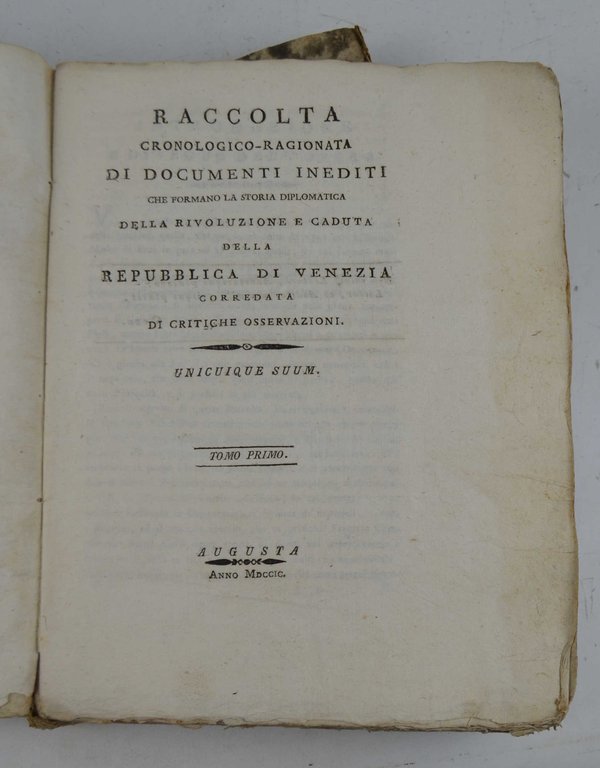 RACCOLTA
CRONOLOGICO-RAGIONATA
DI DOCUMENTI INEDITI
CHE FORMANO LA STORIA DIPLOMATICA
DELLA RIVOLUZIONE E CADUTA
DELLA
REPUBBLICA DI VENEZIA
CORREDATA
DI CRITICHE OSSERVAZIONI.
UNICUIQUE SUUM.
TOMO PRIMO.
AUGUSTA
ANNO MDCCIC.